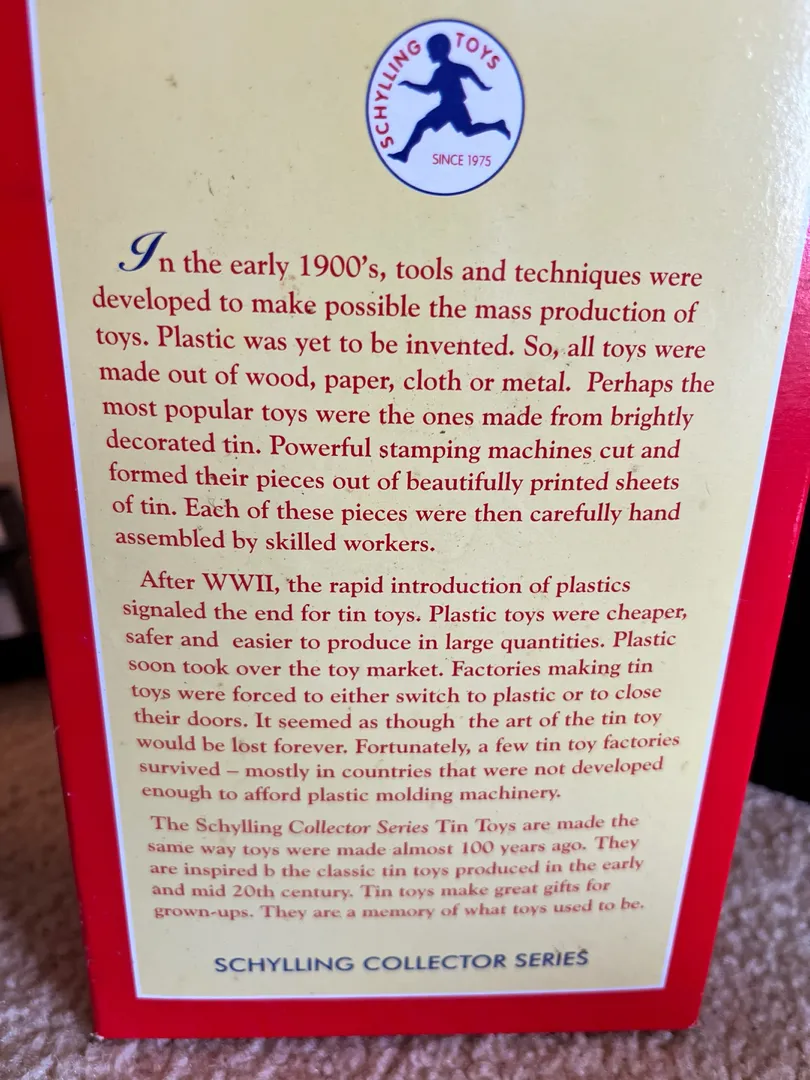 SCHYLLING TOYS
SINCE 1975
In the early 1900's, tools and techniques were
developed to make possible the mass production of
toys. Plastic was yet to be invented. So, all toys were
made out of wood, paper, cloth or metal. Perhaps the
most popular toys were the ones made from brightly
decorated tin. Powerful stamping machines cut and
formed their pieces out of beautifully printed sheets
of tin. Each of these pieces were then carefully hand
assembled by skilled workers.
After WWII, the rapid introduction of plastics
signaled the end for tin toys. Plastic toys were cheaper,
safer and easier to produce in large quantities. Plastic
soon took over the toy market. Factories making tin
toys were forced to either switch to plastic or to close
their doors. It seemed as though the art of the tin toy
would be lost forever. Fortunately, a few tin toy factories
survived – mostly in countries that were not developed
enough to afford plastic molding machinery.
The Schylling Collector Series Tin Toys are made the
same way toys were made almost 100 years ago. They
are inspired b the classic tin toys produced in the early
and mid 20th century. Tin toys make great gifts for
grown-ups. They are a memory of what toys used to be.
SCHYLLING COLLECTOR SERIES